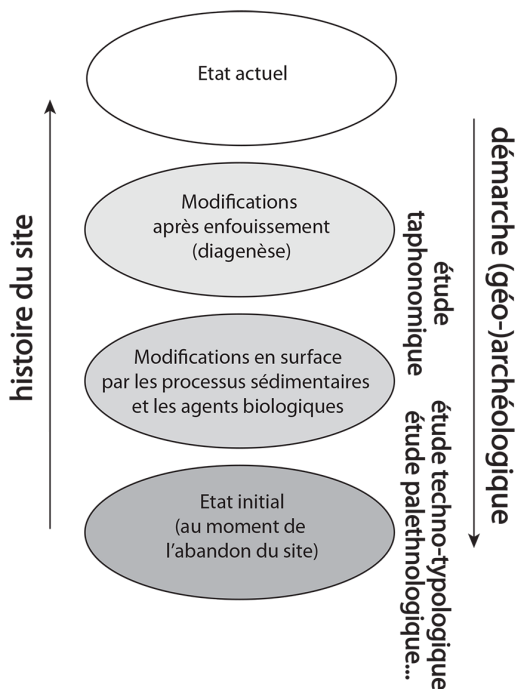 Etat actuel
Modifications
après enfouissement
(diagenèse)
Modifications en surface
par les processus sédimentaires
et les agents biologiques
Etat initial
(au moment de
l'abandon du site)
histoire du site
étude
taphonomique
étude techno-typologique
étude palethnologique...
démarche (géo-)archéologique